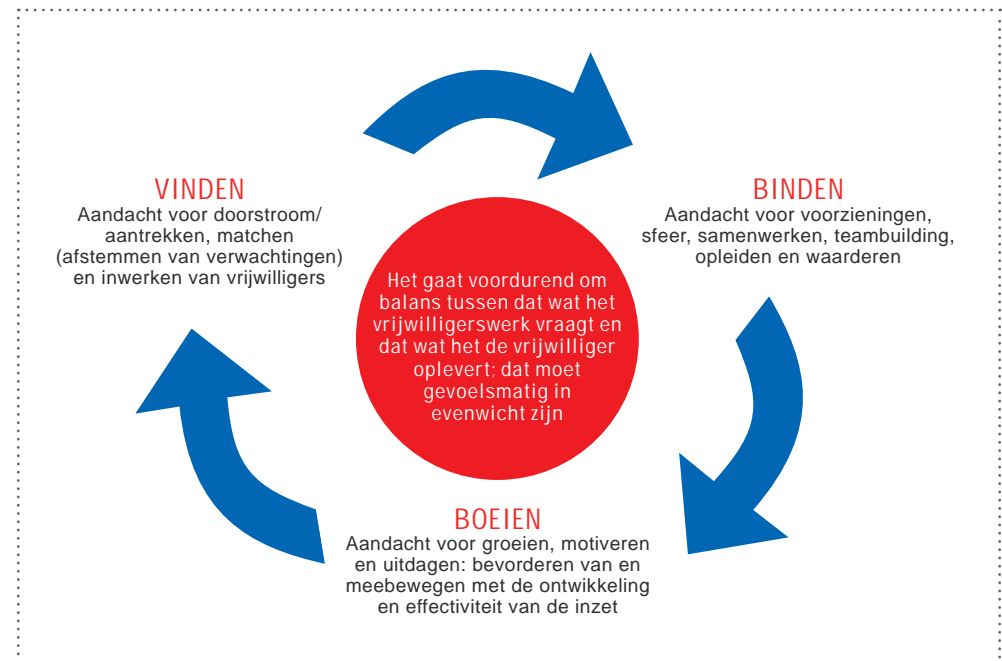 VINDEN
Aandacht voor doorstroom/
aantrekken, matchen
(afstemmen van verwachtingen)
en inwerken van vrijwilligers
BINDEN
Aandacht voor voorzieningen,
sfeer, samenwerken, teambuilding,
opleiden en waarderen
Het gaat voordurend om
balans tussen dat wat het
vrijwilligerswerk vraagt en
dat wat het de vrijwilliger
oplevert; dat moet
gevoelsmatig in
evenwicht zijn
BOEIEN
Aandacht voor groeien, motiveren
en uitdagen: bevorderen van en
meebewegen met de ontwikkeling
en effectiviteit van de inzet